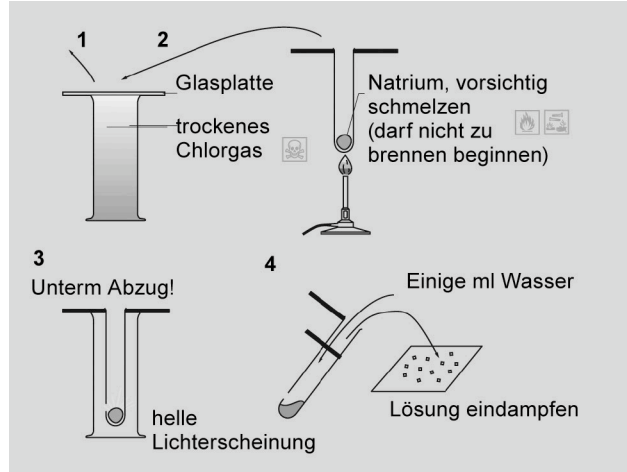 1
2
Glasplatte
trockenes
Chlorgas
Natrium, vorsichtig
schmelzen
(darf nicht zu
brennen beginnen)
3
Unterm Abzug!
helle
Lichterscheinung
4
Einige ml Wasser
Lösung eindampfen